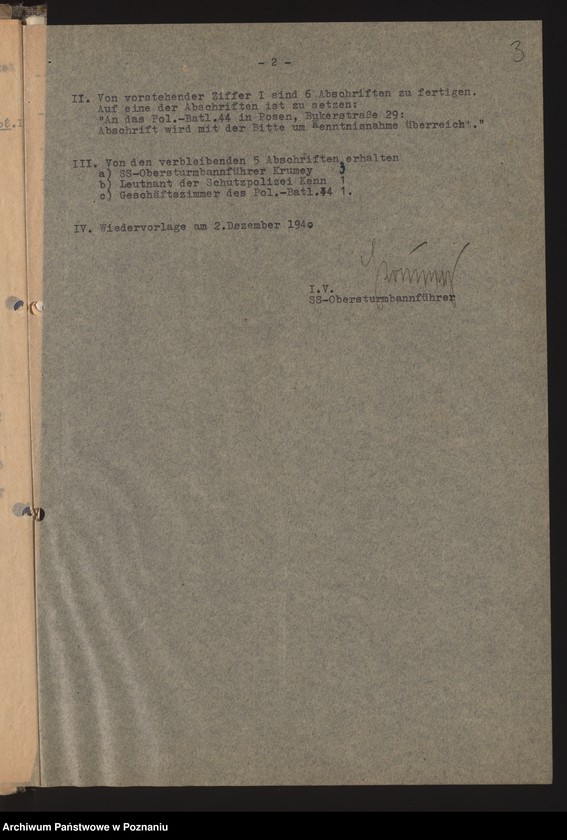 - 2 -
3
II. Von vorstehender Ziffer I sind 6 Abschriften zu fertigen.
Auf eine der Abschriften ist zu setzen:
"An das Pol.-Batl.44 in Posen, Bukerstraße 29:
Abschrift wird mit der Bitte um Kenntnisnahme überreicht."
III. Von den verbleibenden 5 Abschriften erhalten
a) SS-Obersturmbannführer Krumey 3
b) Leutnant der Schutzpolizei Kann 1
c) Geschäftszimmer des Pol.-Batl.44 1.
IV. Wiedervorlage am 2.Dezember 1940
I.V.
SS-Obersturmbannführer
Archiwum Państwowe w Poznaniu